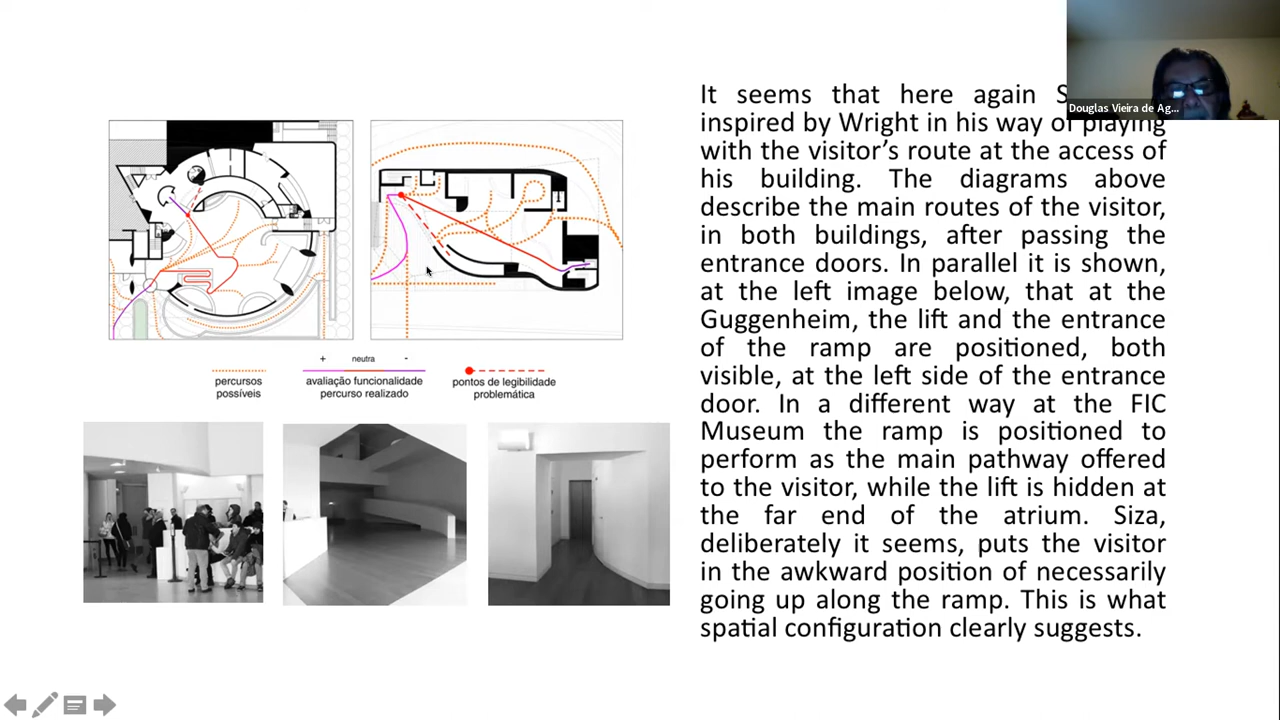 Douglas Vieira de Ag...
It seems that here again
inspired by Wright in his way of playing
with the visitor’s route at the access of
his building. The diagrams above
describe the main routes of the visitor,
in both buildings, after passing the
entrance doors. In parallel it is shown,
at the left image below, that at the
Guggenheim, the lift and the entrance
of the ramp are positioned, both
visible, at the left side of the entrance
door. In a different way at the FIC
Museum the ramp is positioned to
perform as the main pathway offered
to the visitor, while the lift is hidden at
the far end of the atrium. Siza,
deliberately it seems, puts the visitor
in the awkward position of necessarily
going up along the ramp. This is what
spatial configuration clearly suggests.
+ neutra -
percursos
possíveis
avaliação funcionalidade
percurso realizado
pontos de legibilidade
problemática